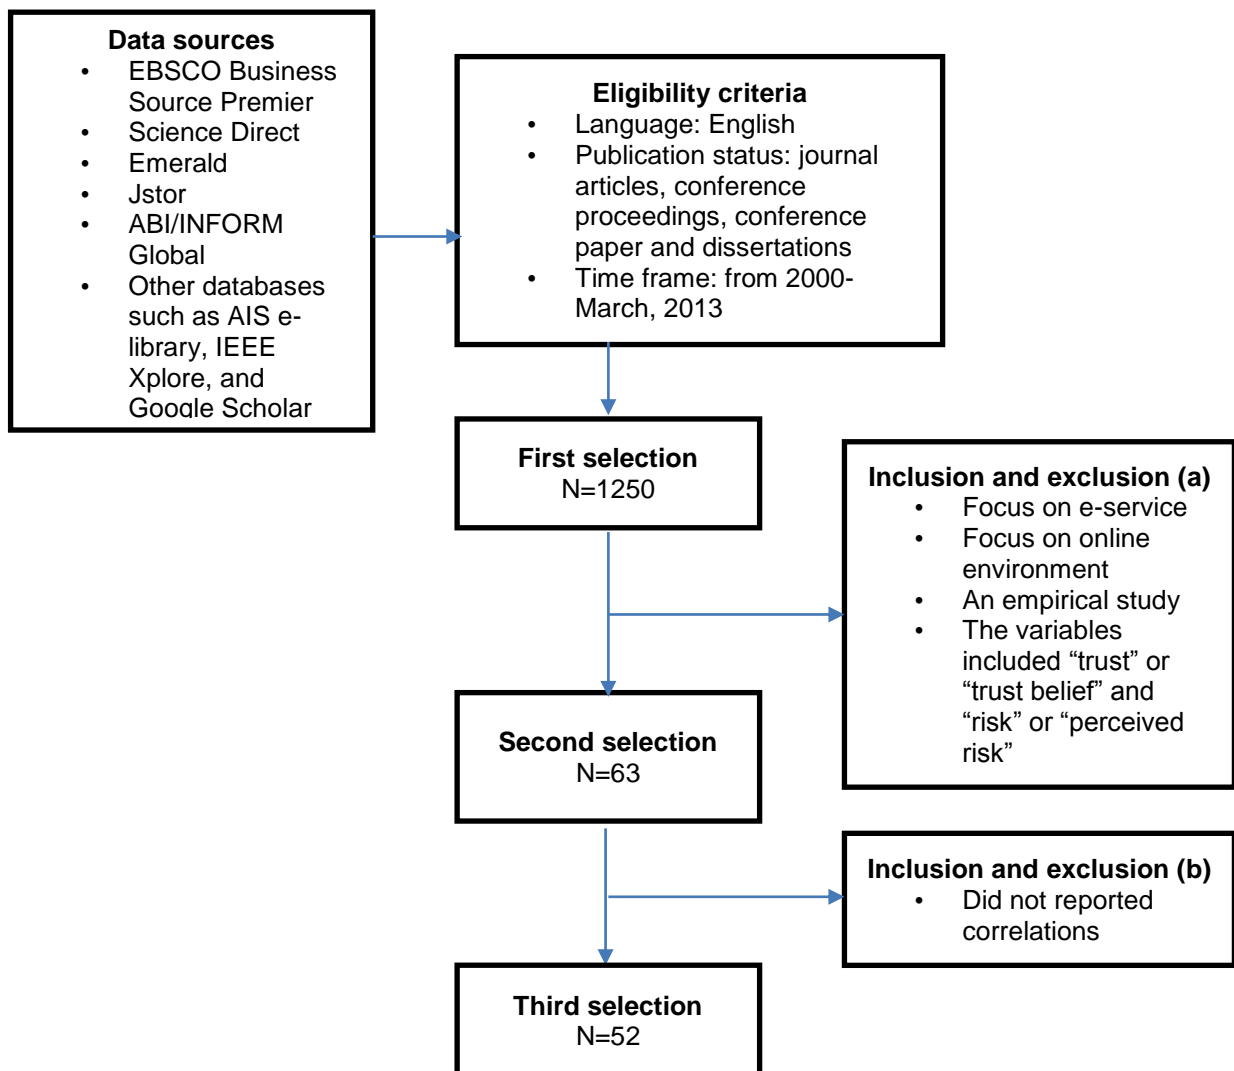 Data sources
• EBSCO Business
Source Premier
• Science Direct
• Emerald
• Jstor
• ABI/INFORM
Global
• Other databases
such as AIS e-
library, IEEE
Xplore, and
Google Scholar
Eligibility criteria
• Language: English
• Publication status: journal
articles, conference
proceedings, conference
paper and dissertations
• Time frame: from 2000-
March, 2013
First selection
N=1250
Inclusion and exclusion (a)
• Focus on e-service
• Focus on online
environment
• An empirical study
• The variables
included “trust” or
“trust belief” and
“risk” or “perceived
risk”
Second selection
N=63
Inclusion and exclusion (b)
• Did not reported
correlations
Third selection
N=52